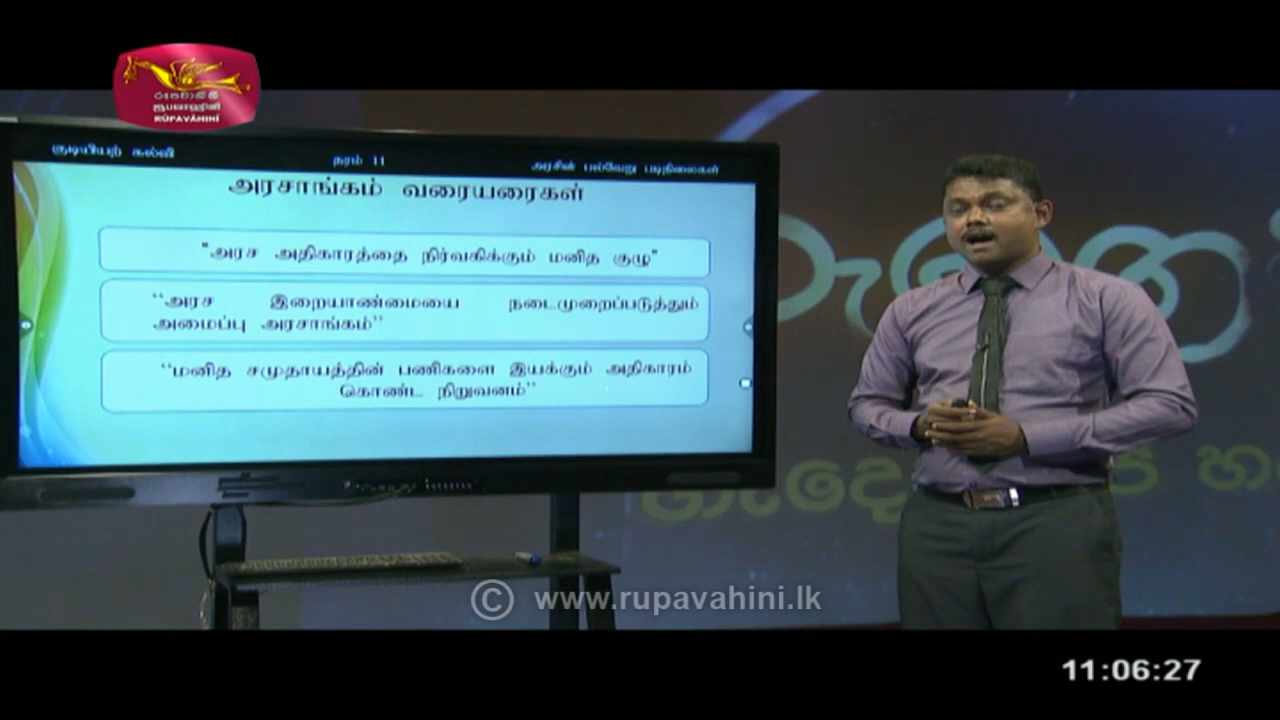 රූපවාහිනී
ரூபவாஹினி
RUPAVAHINI
குடியியற் கல்வி
தரம் 11
அரசின் பல்வேறு படிநிலைகள்
அரசாங்கம் வரையரைகள்
"அரச அதிகாரத்தை நிர்வகிக்கும் மனித குழு"
“அரச இறையாண்மையை நடைமுறைப்படுத்தும்
அமைப்பு அரசாங்கம்”
“மனித சமுதாயத்தின் பணிகளை இயக்கும் அதிகாரம்
கொண்ட நிறுவனம்”
© www.rupavahini.lk
11:06:27